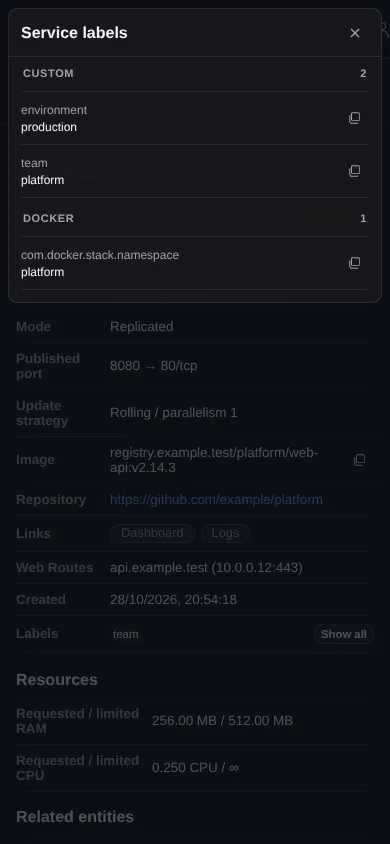 Service labels
CUSTOM 2
environment
production
team
platform
DOCKER 1
com.docker.stack.namespace
platform
Mode Replicated
Published
port 8080 → 80/tcp
Update
strategy Rolling / parallelism 1
Image registry.example.test/platform/web-
api:v2.14.3
Repository https://github.com/example/platform
Links Dashboard Logs
Web Routes api.example.test (10.0.0.12:443)
Created 28/10/2026, 20:54:18
Labels team Show all
Resources
Requested / limited
RAM 256.00 MB / 512.00 MB
Requested / limited
CPU 0.250 CPU / ∞
Related entities